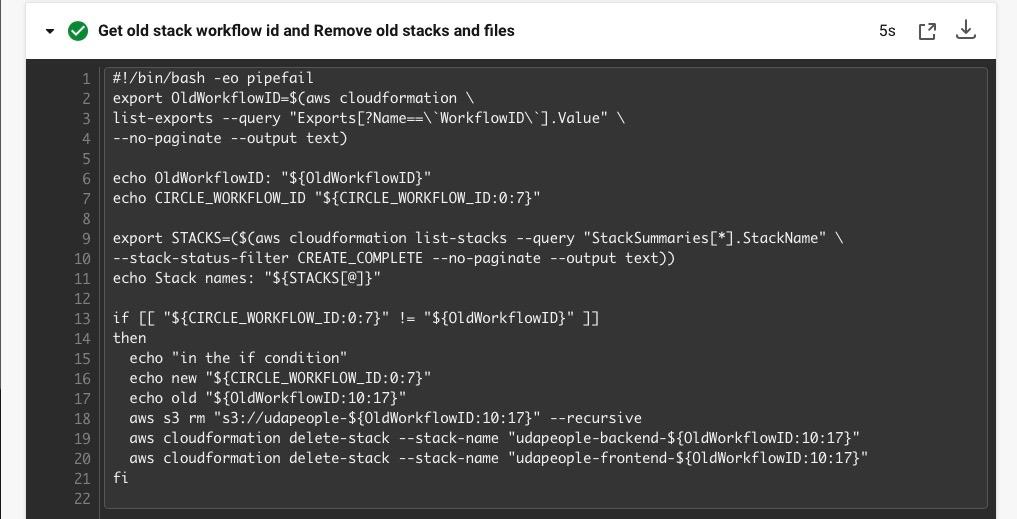 Get old stack workflow id and Remove old stacks and files 5s
1 #!/bin/bash -eo pipefail
2 export OldWorkflowID=$(aws cloudformation \
3 list-exports --query "Exports[?Name==\`WorkflowID\`].Value" \
4 --no-paginate --output text)
5
6 echo OldWorkflowID: "${OldWorkflowID}"
7 echo CIRCLE_WORKFLOW_ID "${CIRCLE_WORKFLOW_ID:0:7}"
8
9 export STACKS=($(aws cloudformation list-stacks --query "StackSummaries[*].StackName" \
10 --stack-status-filter CREATE_COMPLETE --no-paginate --output text))
11 echo Stack names: "${STACKS[@]}"
12
13 if [[ "${CIRCLE_WORKFLOW_ID:0:7}" != "${OldWorkflowID}" ]]
14 then
15   echo "in the if condition"
16   echo new "${CIRCLE_WORKFLOW_ID:0:7}"
17   echo old "${OldWorkflowID:10:17}"
18   aws s3 rm "s3://udapeople-${OldWorkflowID:10:17}" --recursive
19   aws cloudformation delete-stack --stack-name "udapeople-backend-${OldWorkflowID:10:17}"
20   aws cloudformation delete-stack --stack-name "udapeople-frontend-${OldWorkflowID:10:17}"
21 fi
22